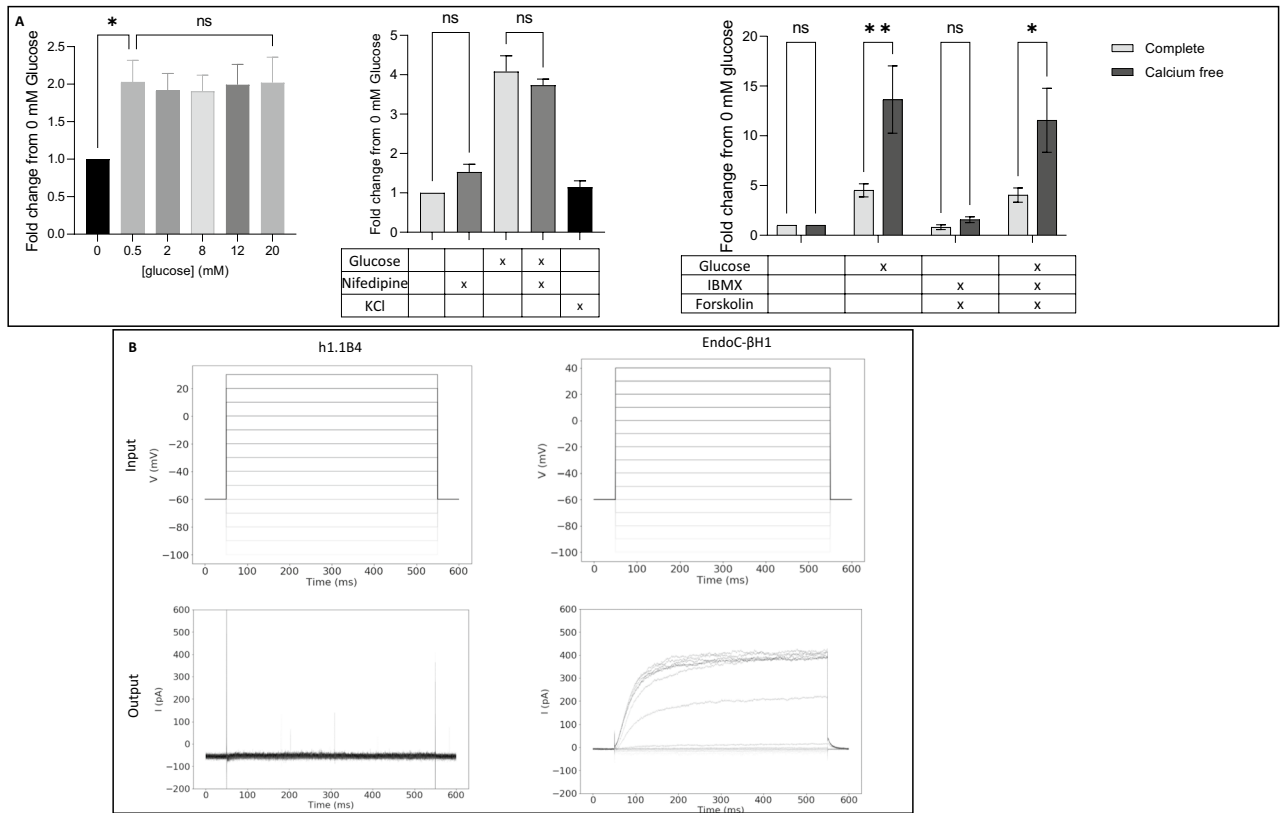 A
*
ns
Fold change from 0 mM Glucose
2.5
2.0
1.5
1.0
0.5
0.0
0 0.5 2 8 12 20
[glucose] (mM)
ns ns
Fold change from 0 mM Glucose
5
4
3
2
1
0
Glucose x x
Nifedipine x x
KCl x
ns ** ns *
Fold change from 0 mM glucose
20
15
10
5
0
Glucose x x
IBMX x x
Forskolin x x
Complete
Calcium free
B
h1.1B4
Input
V (mV)
20
0
−20
−40
−60
−80
−100
0 100 200 300 400 500 600
Time (ms)
EndoC-βH1
V (mV)
40
20
0
−20
−40
−60
−80
−100
0 100 200 300 400 500 600
Time (ms)
Output
I (pA)
600
500
400
300
200
100
0
−100
−200
0 100 200 300 400 500 600
Time (ms)
I (pA)
600
500
400
300
200
100
0
−100
−200
0 100 200 300 400 500 600
Time (ms)